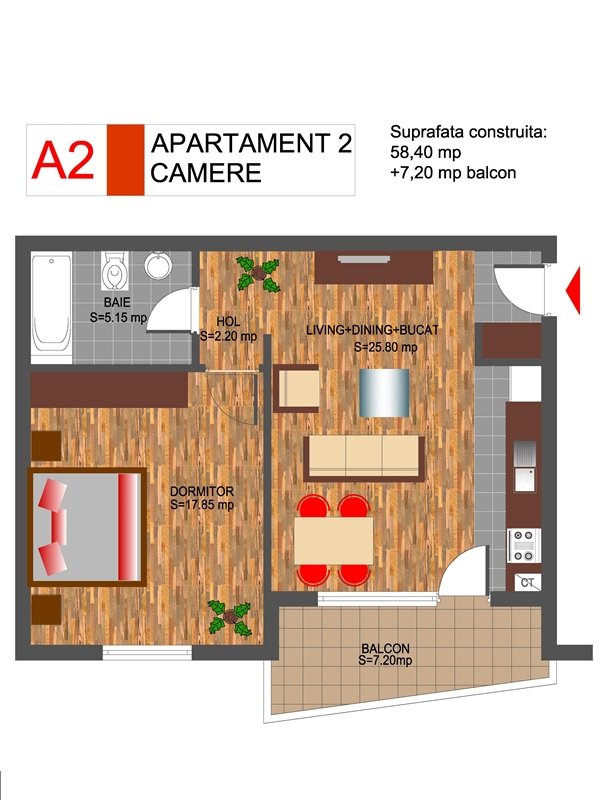 A2
APARTAMENT 2
CAMERE
Suprafata construita:
58,40 mp
+7,20 mp balcon
BAIE
S=5.15 mp
HOL
S=2.20 mp
LIVING+DINING+BUCAT
S=25.80 mp
DORMITOR
S=17.85 mp
CT
BALCON
S=7.20mp